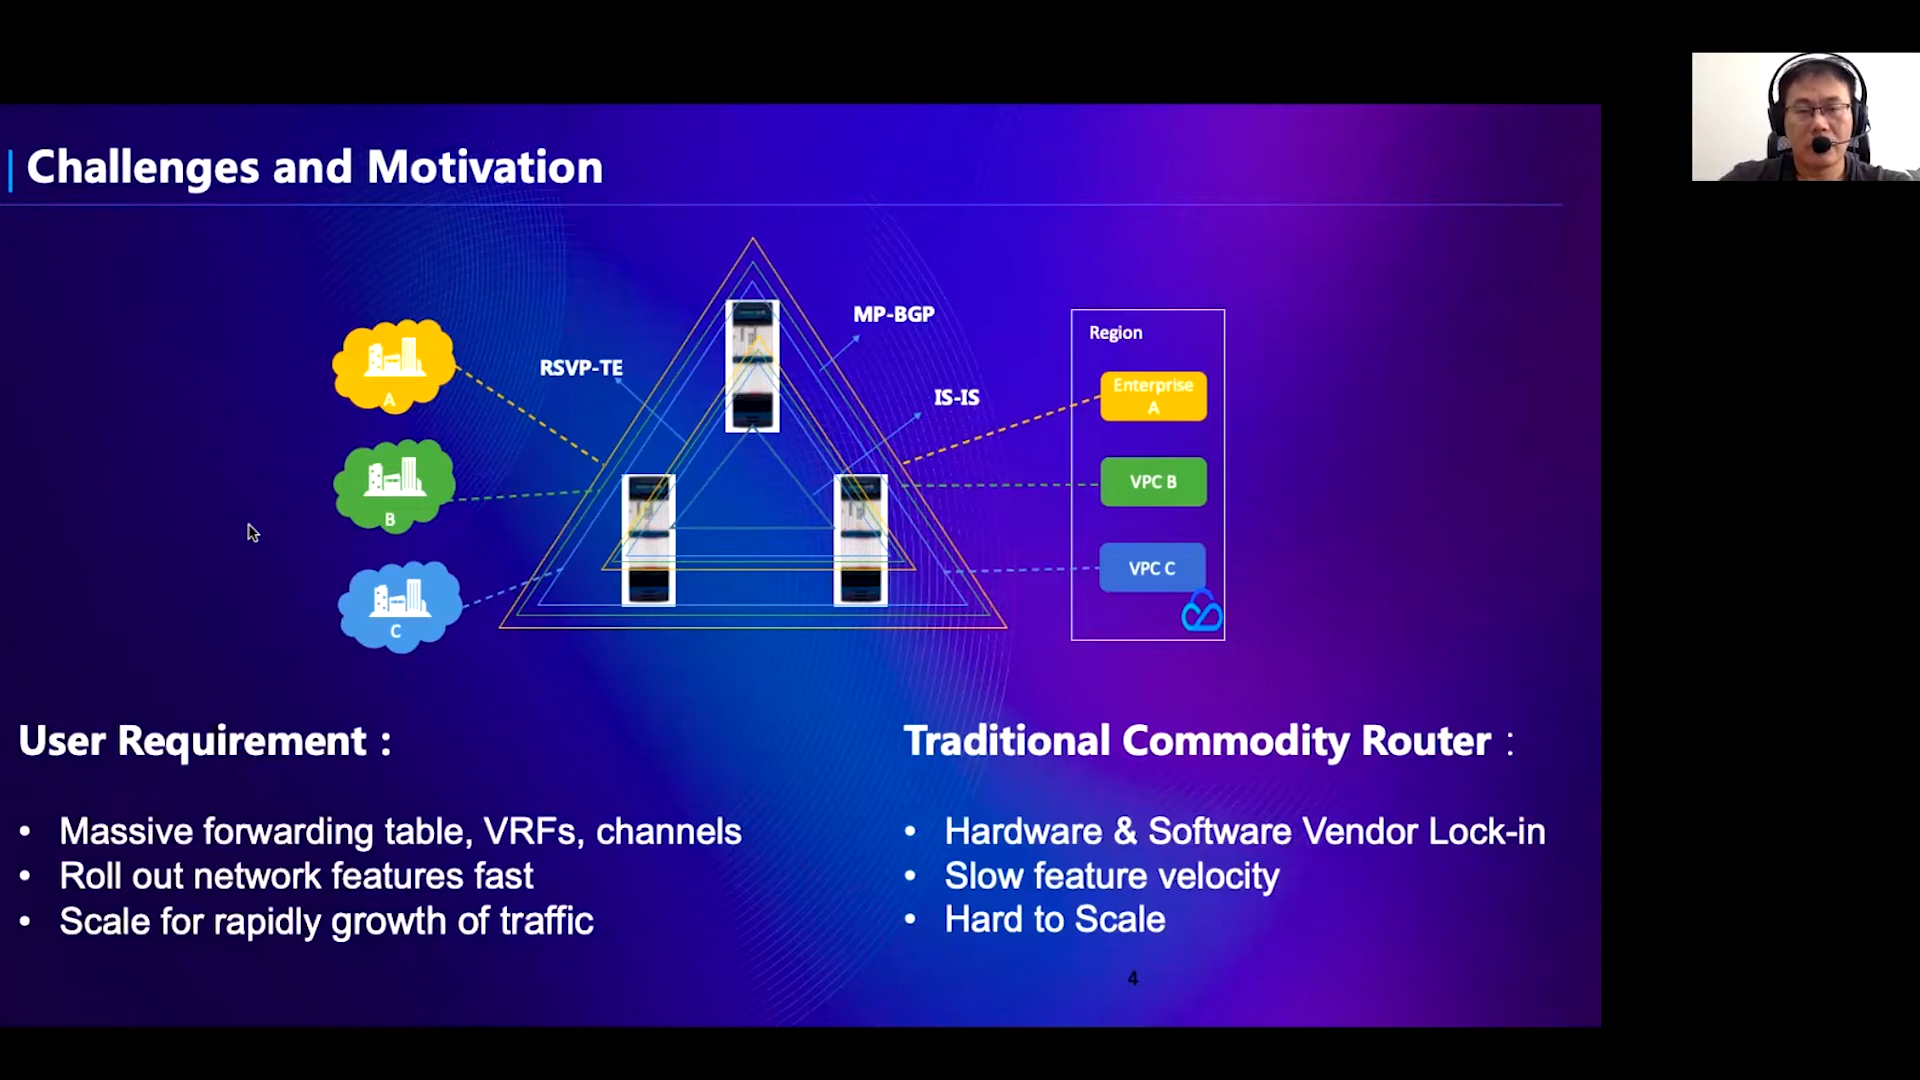 Challenges and Motivation
MP-BGP
Region
RSVP-TE
IS-IS
A
Enterprise
A
B
VPC B
C
VPC C
User Requirement :
• Massive forwarding table, VRFs, channels
• Roll out network features fast
• Scale for rapidly growth of traffic
Traditional Commodity Router :
• Hardware & Software Vendor Lock-in
• Slow feature velocity
• Hard to Scale
4